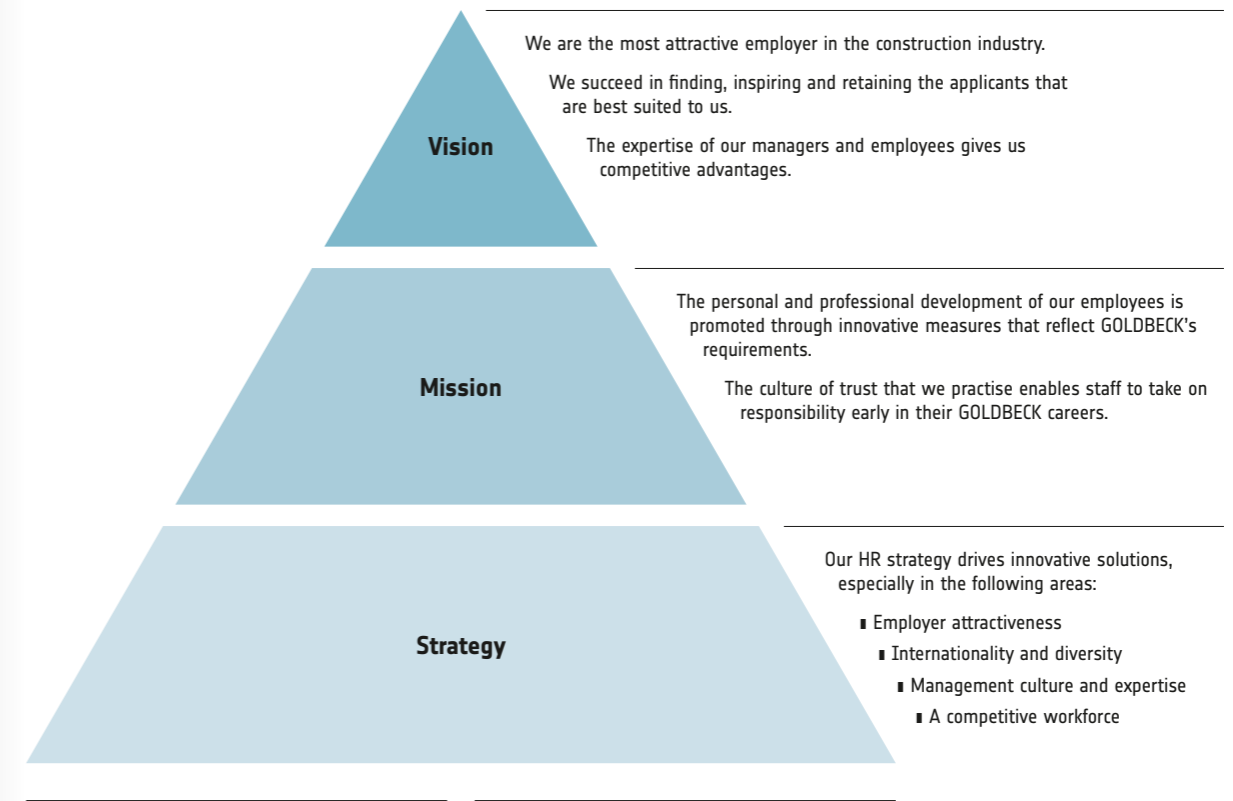 We are the most attractive employer in the construction industry.
We succeed in finding, inspiring and retaining the applicants that
are best suited to us.
Vision
The expertise of our managers and employees gives us
competitive advantages.
The personal and professional development of our employees is
promoted through innovative measures that reflect GOLDBECK's
requirements.
Mission
The culture of trust that we practise enables staff to take on
responsibility early in their GOLDBECK careers.
Our HR strategy drives innovative solutions,
especially in the following areas:
Employer attractiveness
Strategy
Internationality and diversity
Management culture and expertise
A competitive workforce